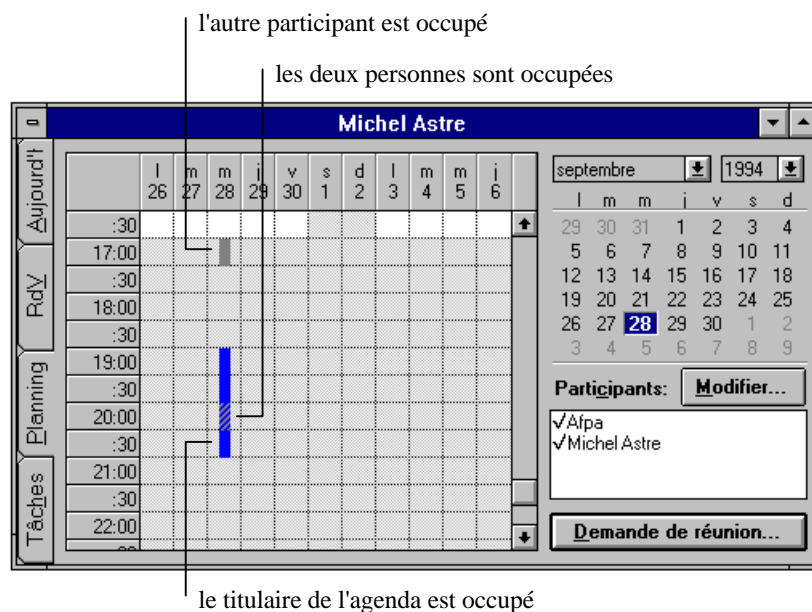 l'autre participant est occupé
les deux personnes sont occupées
Michel Astre
Aujourd't
RdV
Planning
Tâches
l m m j v s d l m m j
26 27 28 29 30 1 2 3 4 5 6
:30
17:00
:30
18:00
:30
19:00
:30
20:00
:30
21:00
:30
22:00
septembre 1994
l m m j v s d
29 30 31 1 2 3 4
5 6 7 8 9 10 11
12 13 14 15 16 17 18
19 20 21 22 23 24 25
26 27 28 29 30 1 2
3 4 5 6 7 8 9
Participants: Modifier...
√Afpa
√Michel Astre
Demande de réunion...
le titulaire de l'agenda est occupé